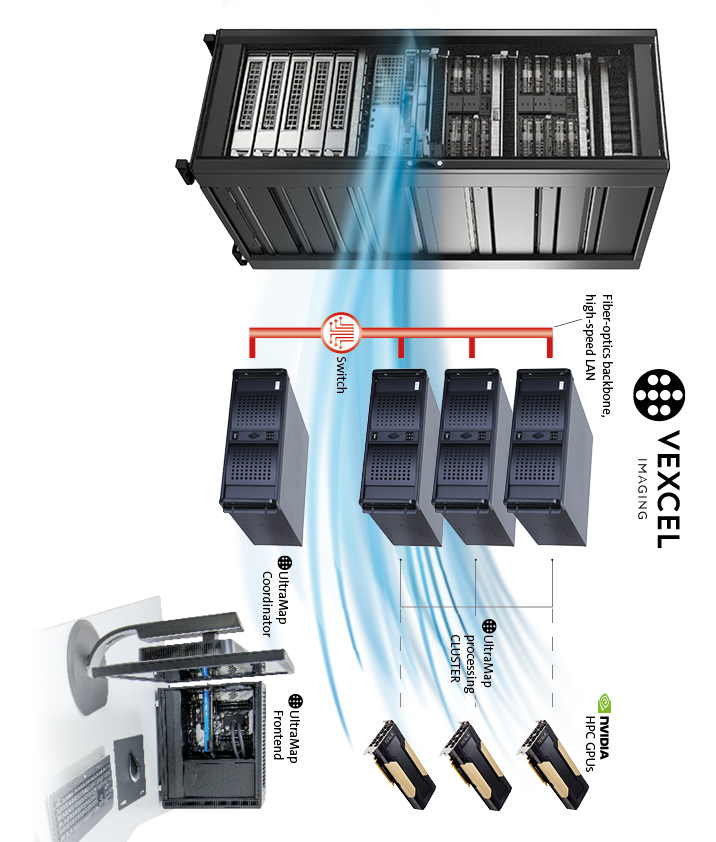 VEXCEL
IMAGING
Fiber-optics backbone,
high-speed LAN
Switch
NVIDIA
HPC GPUs
UltraMap
processing
CLUSTER
UltraMap
Coordinator
UltraMap
Frontend